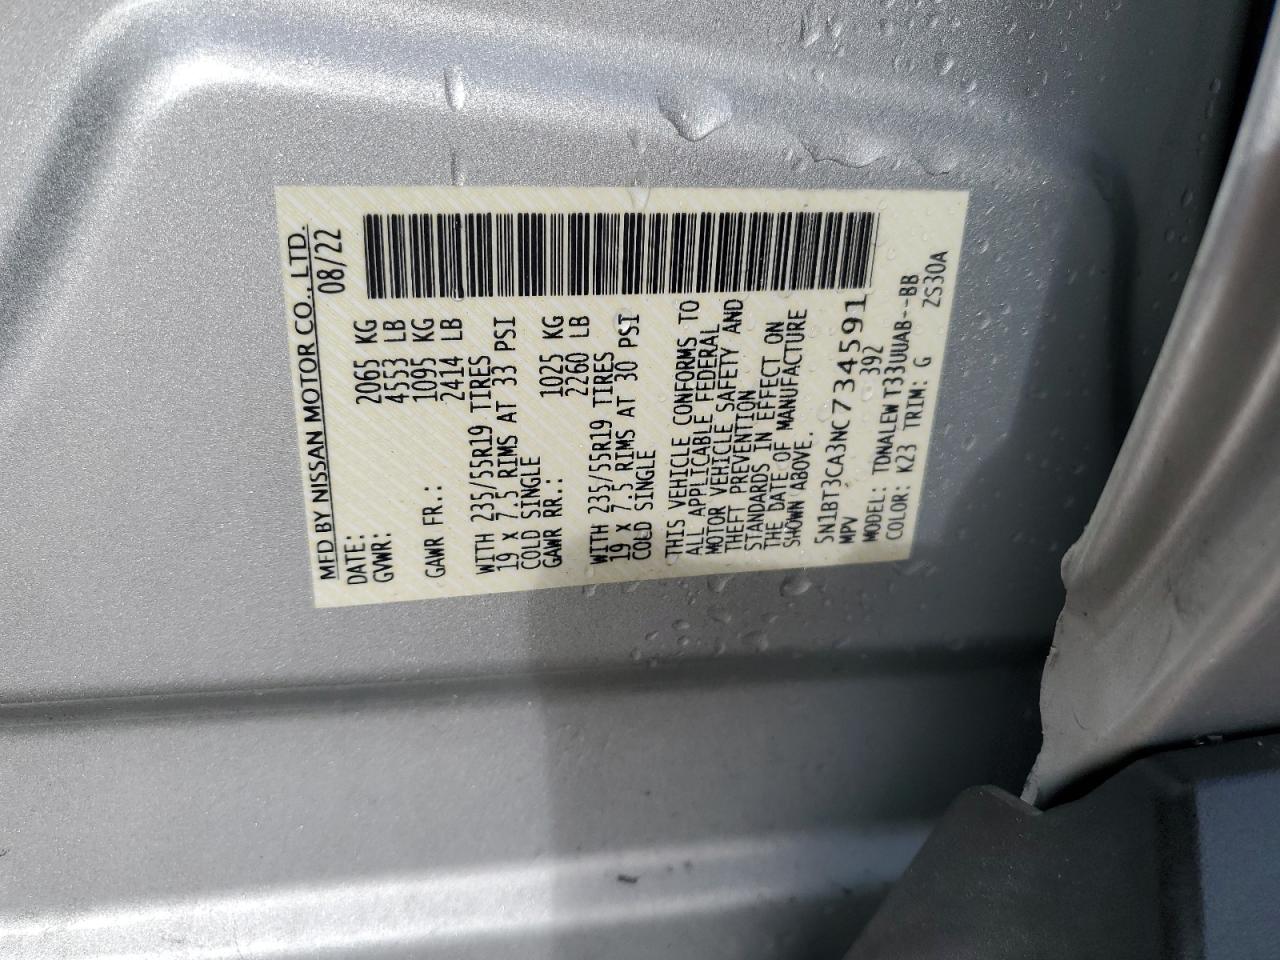 MFD BY NISSAN MOTOR CO., LTD.
DATE: 08/22
GVWR: 2065 KG
4553 LB
GAWR FR.: 1095 KG
2414 LB
WITH 235/55R19 TIRES
19 X 7.5 RIMS AT 33 PSI
COLD SINGLE
GAWR RR.: 1025 KG
2260 LB
WITH 235/55R19 TIRES
19 X 7.5 RIMS AT 30 PSI
COLD SINGLE
THIS VEHICLE CONFORMS TO
ALL APPLICABLE FEDERAL
MOTOR VEHICLE SAFETY AND
THEFT PREVENTION
STANDARDS IN EFFECT ON
THE DATE OF MANUFACTURE
SHOWN ABOVE.
5N1BT3CA3NC734591
MPV 392
MODEL: TDNALEW T33UUAB--BB
COLOR: K23 TRIM: G ZS30A